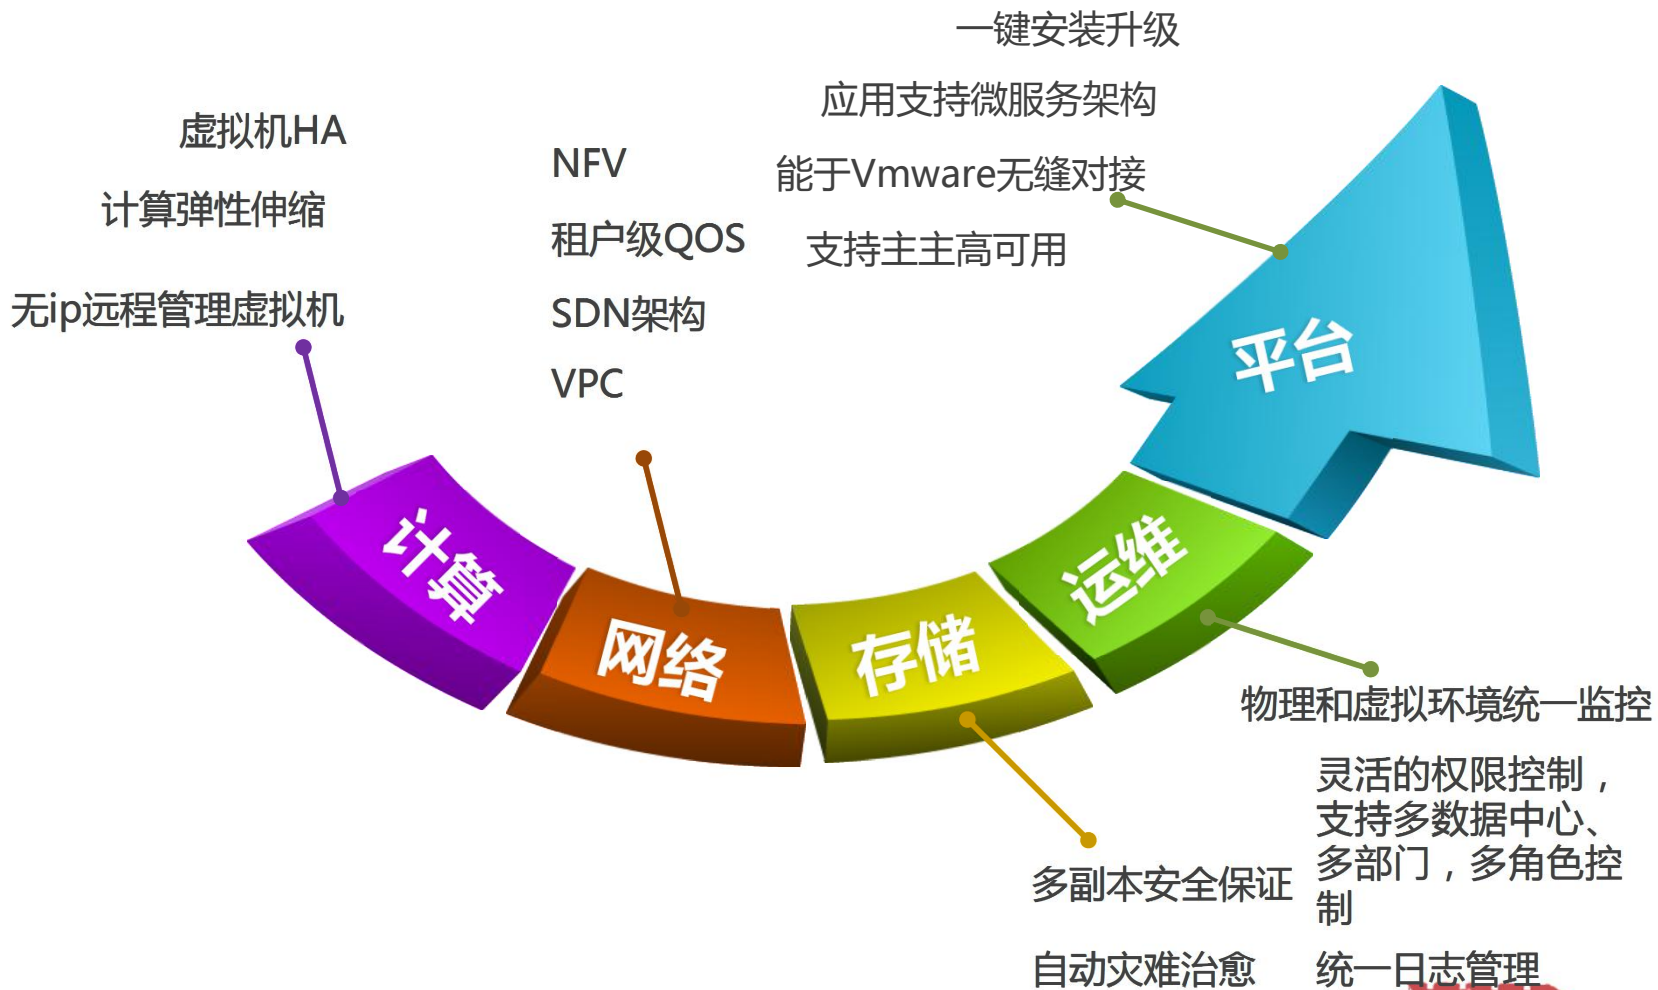 一键安装升级
应用支持微服务架构
能于Vmware无缝对接
支持主主高可用
虚拟机HA
计算弹性伸缩
无ip远程管理虚拟机
NFV
租户级QOS
SDN架构
VPC
平台
计算
网络
存储
运维
物理和虚拟环境统一监控
灵活的权限控制，
支持多数据中心、
多部门，多角色控
制
统一日志管理
多副本安全保证
自动灾难治愈